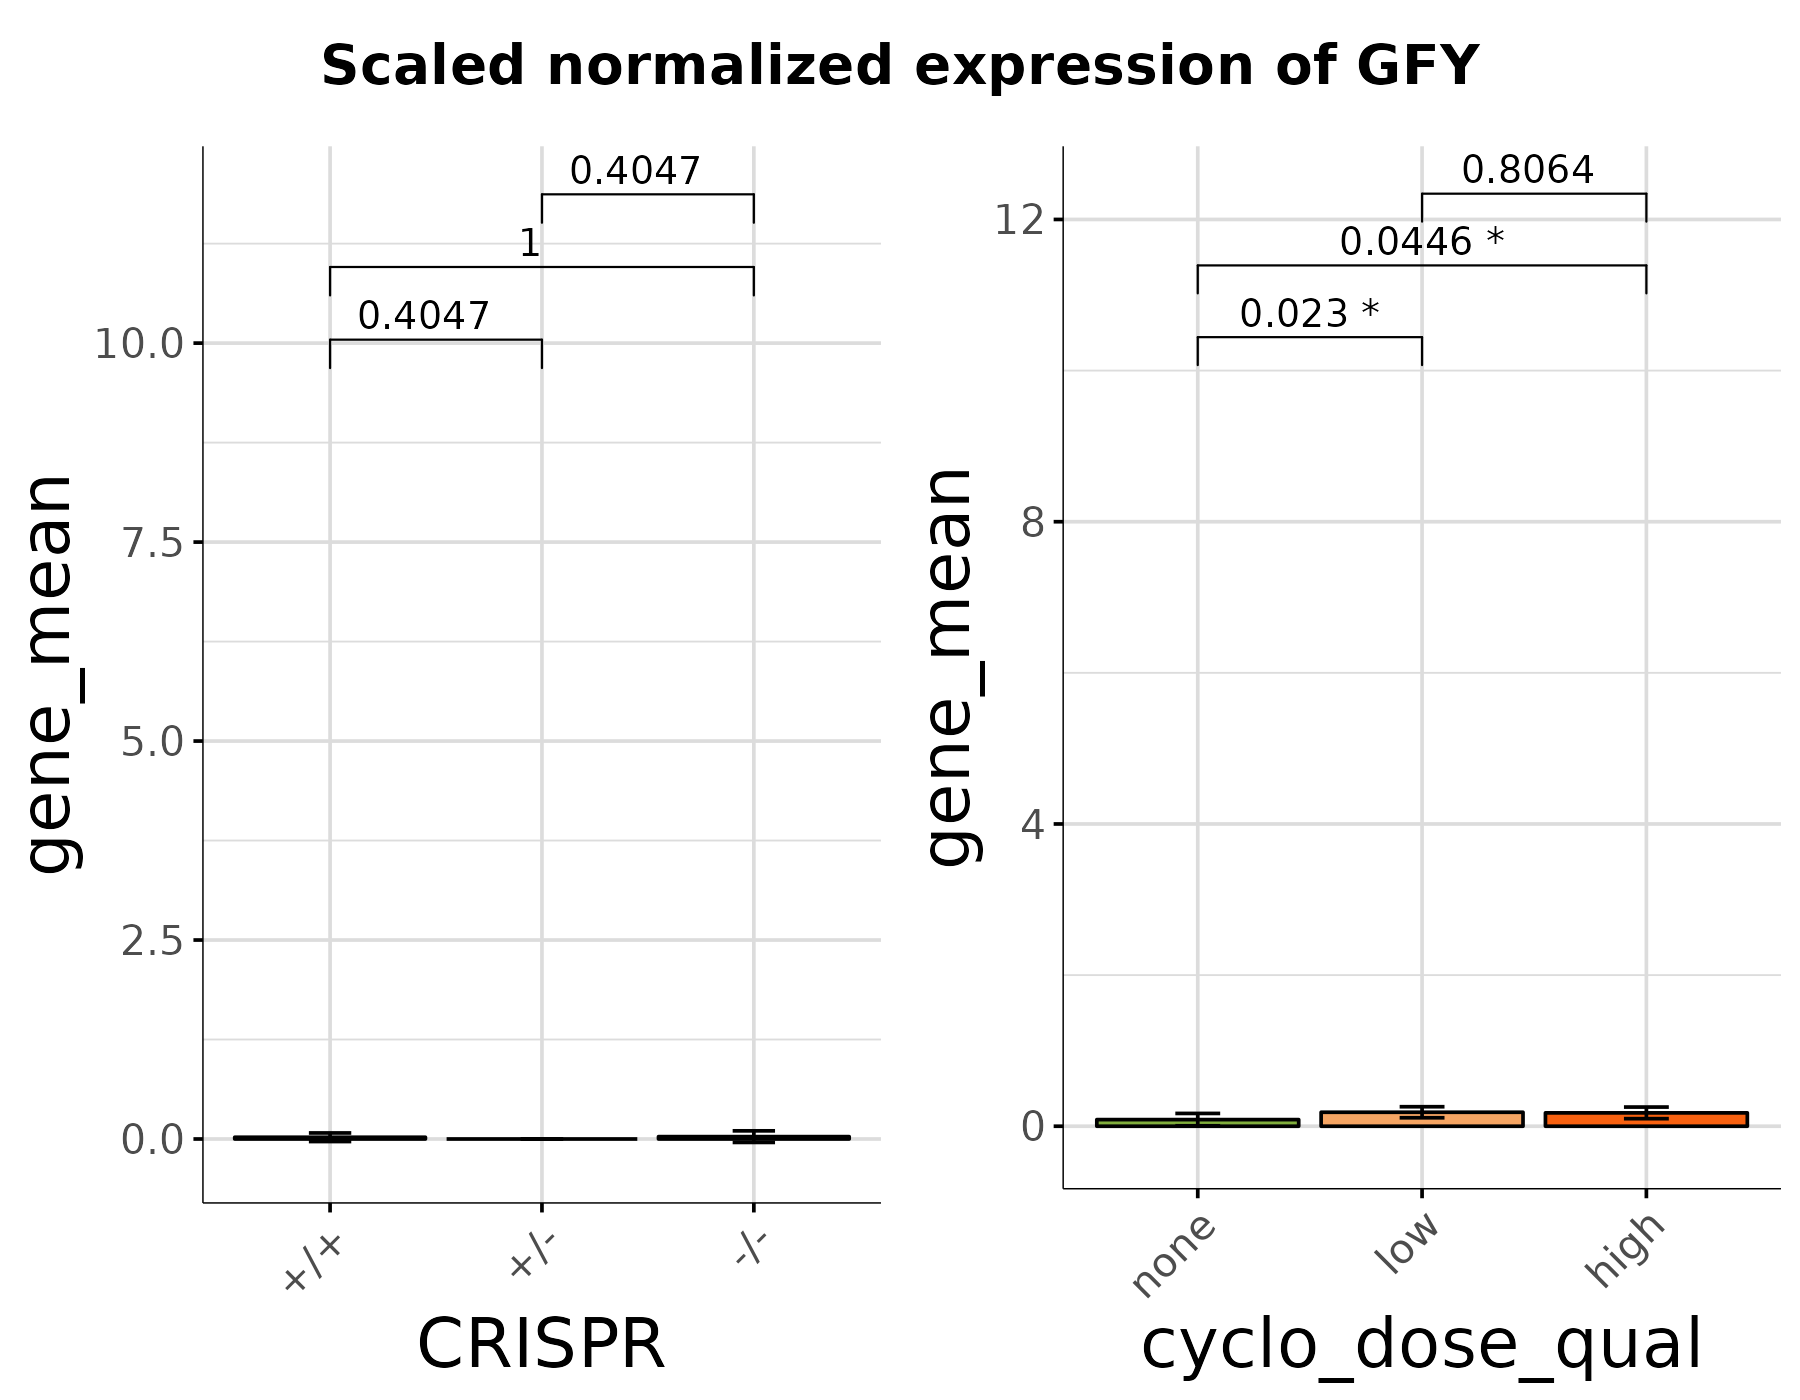 Scaled normalized expression of GFY
gene_mean
10.0
7.5
5.0
2.5
0.0
0.4047
1
0.4047
+/+
+/-
-/-
CRISPR
gene_mean
12
8
4
0
0.8064
0.0446 *
0.023 *
none
low
high
cyclo_dose_qual